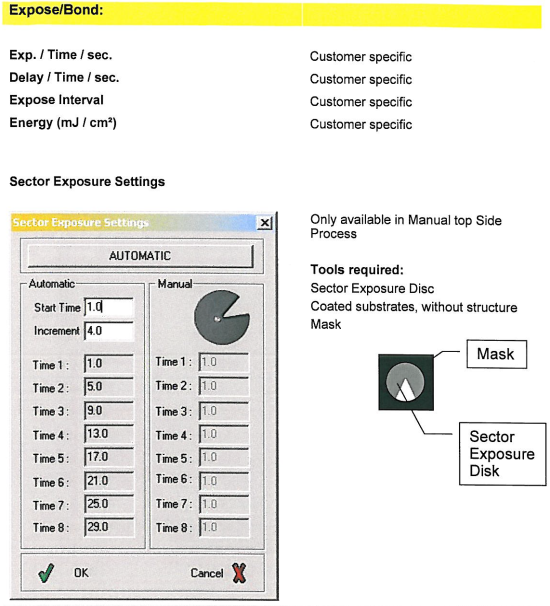 Expose/Bond:
Exp. / Time / sec. Customer specific
Delay / Time / sec. Customer specific
Expose Interval Customer specific
Energy (mJ / cm²) Customer specific
Sector Exposure Settings
Sector Exposure Settings
AUTOMATIC
Automatic
Start Time 1.0
Increment 4.0
Time 1 : 1.0
Time 2 : 5.0
Time 3 : 9.0
Time 4 : 13.0
Time 5 : 17.0
Time 6 : 21.0
Time 7 : 25.0
Time 8 : 29.0
Manual
Time 1 : 1.0
Time 2 : 1.0
Time 3 : 1.0
Time 4 : 1.0
Time 5 : 1.0
Time 6 : 1.0
Time 7 : 1.0
Time 8 : 1.0
OK
Cancel
Only available in Manual top Side
Process
Tools required:
Sector Exposure Disc
Coated substrates, without structure
Mask
Mask
Sector
Exposure
Disk